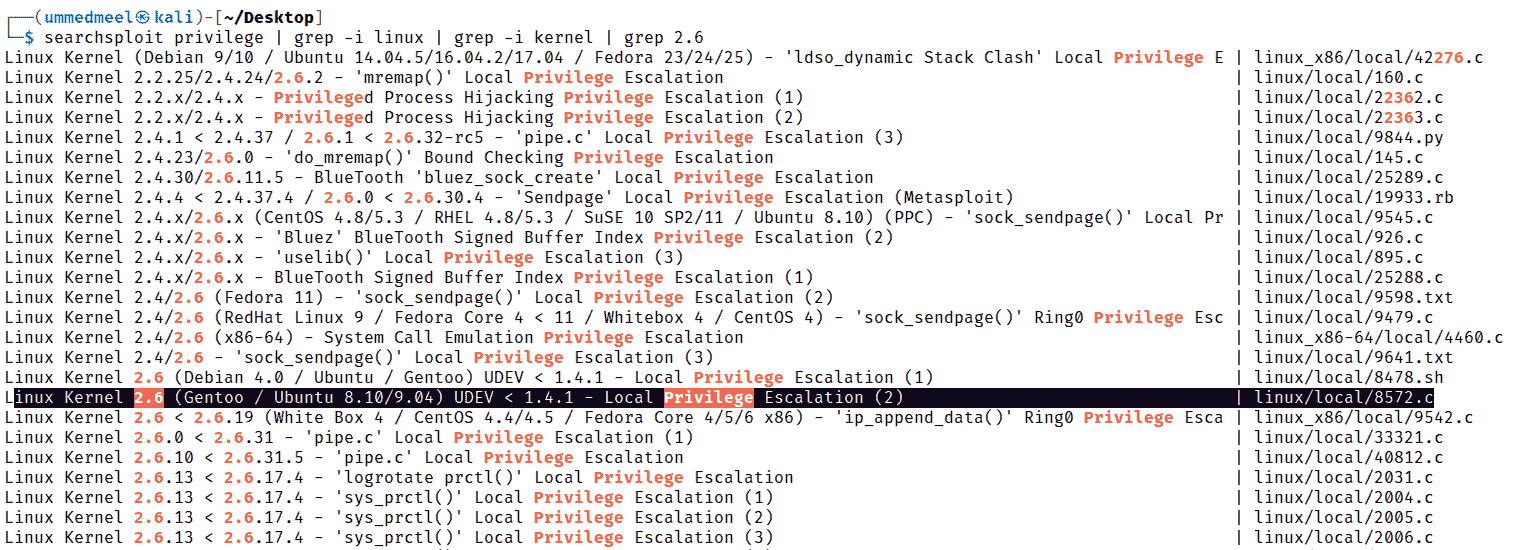 ┌──(ummedmeel㉿kali)-[~/Desktop]
└─$ searchsploit privilege | grep -i linux | grep -i kernel | grep 2.6
Linux Kernel (Debian 9/10 / Ubuntu 14.04.5/16.04.2/17.04 / Fedora 23/24/25) - 'ldso_dynamic Stack Clash' Local Privilege E | linux_x86/local/42276.c
Linux Kernel 2.2.25/2.4.24/2.6.2 - 'mremap()' Local Privilege Escalation | linux/local/160.c
Linux Kernel 2.2.x/2.4.x - Privileged Process Hijacking Privilege Escalation (1) | linux/local/22362.c
Linux Kernel 2.2.x/2.4.x - Privileged Process Hijacking Privilege Escalation (2) | linux/local/22363.c
Linux Kernel 2.4.1 < 2.4.37 / 2.6.1 < 2.6.32-rc5 - 'pipe.c' Local Privilege Escalation (3) | linux/local/9844.py
Linux Kernel 2.4.23/2.6.0 - 'do_mremap()' Bound Checking Privilege Escalation | linux/local/145.c
Linux Kernel 2.4.30/2.6.11.5 - BlueTooth 'bluez_sock_create' Local Privilege Escalation | linux/local/25289.c
Linux Kernel 2.4.4 < 2.4.37.4 / 2.6.0 < 2.6.30.4 - 'Sendpage' Local Privilege Escalation (Metasploit) | linux/local/19933.rb
Linux Kernel 2.4.x/2.6.x (CentOS 4.8/5.3 / RHEL 4.8/5.3 / SuSE 10 SP2/11 / Ubuntu 8.10) (PPC) - 'sock_sendpage()' Local Pr | linux/local/9545.c
Linux Kernel 2.4.x/2.6.x - 'Bluez' BlueTooth Signed Buffer Index Privilege Escalation (2) | linux/local/926.c
Linux Kernel 2.4.x/2.6.x - 'uselib()' Local Privilege Escalation (3) | linux/local/895.c
Linux Kernel 2.4.x/2.6.x - BlueTooth Signed Buffer Index Privilege Escalation (1) | linux/local/25288.c
Linux Kernel 2.4/2.6 (Fedora 11) - 'sock_sendpage()' Local Privilege Escalation (2) | linux/local/9598.txt
Linux Kernel 2.4/2.6 (RedHat Linux 9 / Fedora Core 4 < 11 / Whitebox 4 / CentOS 4) - 'sock_sendpage()' Ring0 Privilege Esc | linux/local/9479.c
Linux Kernel 2.4/2.6 (x86-64) - System Call Emulation Privilege Escalation | linux_x86-64/local/4460.c
Linux Kernel 2.4/2.6 - 'sock_sendpage()' Local Privilege Escalation (3) | linux/local/9641.txt
Linux Kernel 2.6 (Debian 4.0 / Ubuntu / Gentoo) UDEV < 1.4.1 - Local Privilege Escalation (1) | linux/local/8478.sh
Linux Kernel 2.6 (Gentoo / Ubuntu 8.10/9.04) UDEV < 1.4.1 - Local Privilege Escalation (2) | linux/local/8572.c
Linux Kernel 2.6 < 2.6.19 (White Box 4 / CentOS 4.4/4.5 / Fedora Core 4/5/6 x86) - 'ip_append_data()' Ring0 Privilege Esca | linux_x86/local/9542.c
Linux Kernel 2.6.0 < 2.6.31 - 'pipe.c' Local Privilege Escalation (1) | linux/local/33321.c
Linux Kernel 2.6.10 < 2.6.31.5 - 'pipe.c' Local Privilege Escalation | linux/local/40812.c
Linux Kernel 2.6.13 < 2.6.17.4 - 'logrotate prctl()' Local Privilege Escalation | linux/local/2031.c
Linux Kernel 2.6.13 < 2.6.17.4 - 'sys_prctl()' Local Privilege Escalation (1) | linux/local/2004.c
Linux Kernel 2.6.13 < 2.6.17.4 - 'sys_prctl()' Local Privilege Escalation (2) | linux/local/2005.c
Linux Kernel 2.6.13 < 2.6.17.4 - 'sys_prctl()' Local Privilege Escalation (3) | linux/local/2006.c